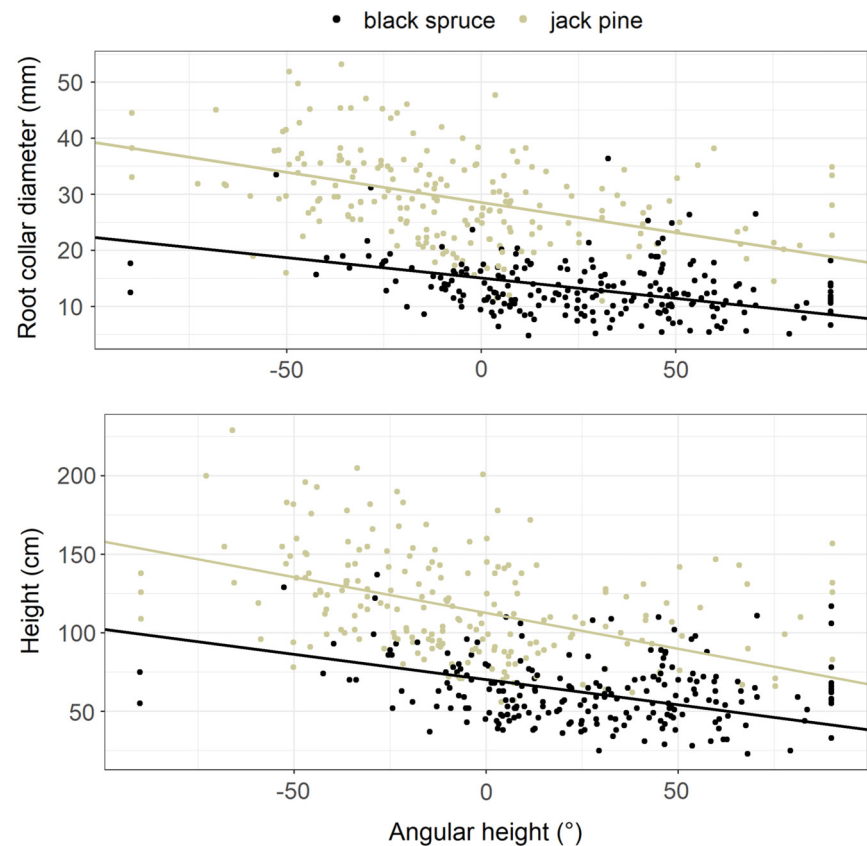 black spruce jack pine
Root collar diameter (mm)
50
40
30
20
10
-50 0 50
Height (cm)
200
150
100
50
-50 0 50
Angular height (°)